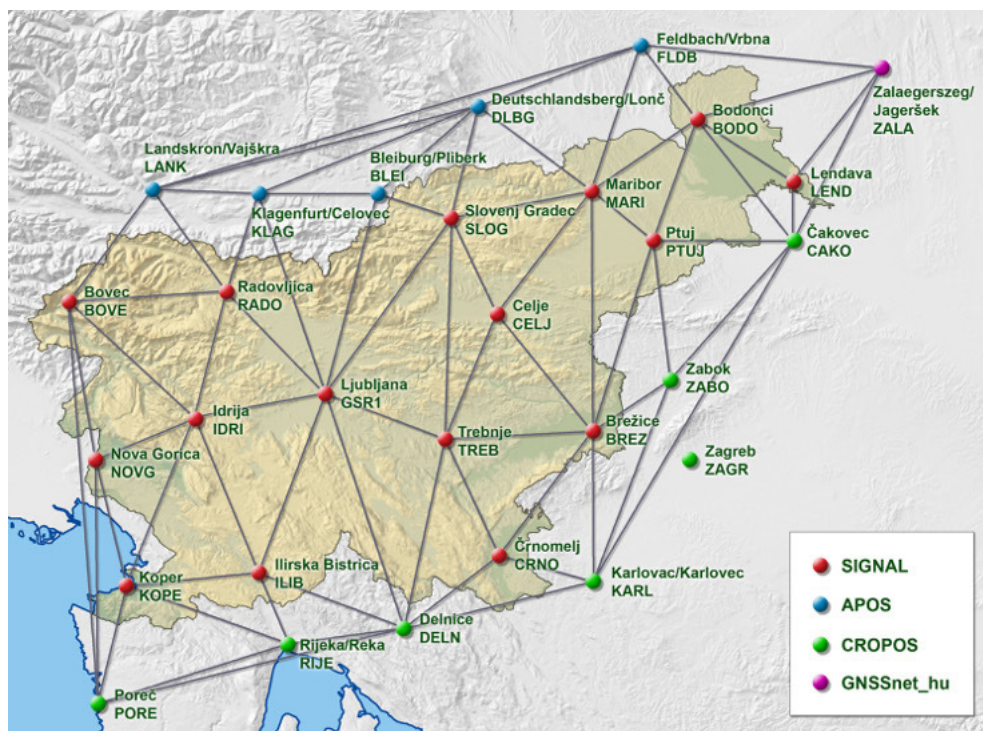 Feldbach/Vrbna
FLDB
Zalaegerszeg/
Jageršek
ZALA
Deutschlandsberg/Lonč
DLBG
Bodonci
BODO
Landskron/Vajškra
LANK
Bleiburg/Pliberk
BLEI
Lendava
LEND
Maribor
MARI
Klagenfurt/Celovec
KLAG
Slovenj Gradec
SLOG
Ptuj
PTUJ
Čakovec
CAKO
Bovec
BOVE
Radovljica
RADO
Celje
CELJ
Zabok
ZABO
Ljubljana
GSR1
Idrija
IDRI
Trebnje
TREB
Brežice
BREZ
Nova Gorica
NOVG
Zagreb
ZAGR
Črnomelj
CRNO
Koper
KOPE
Ilirska Bistrica
ILIB
Karlovac/Karlovec
KARL
Delnice
DELN
Rijeka/Reka
RIJE
Poreč
PORE
SIGNAL
APOS
CROPOS
GNSSnet_hu